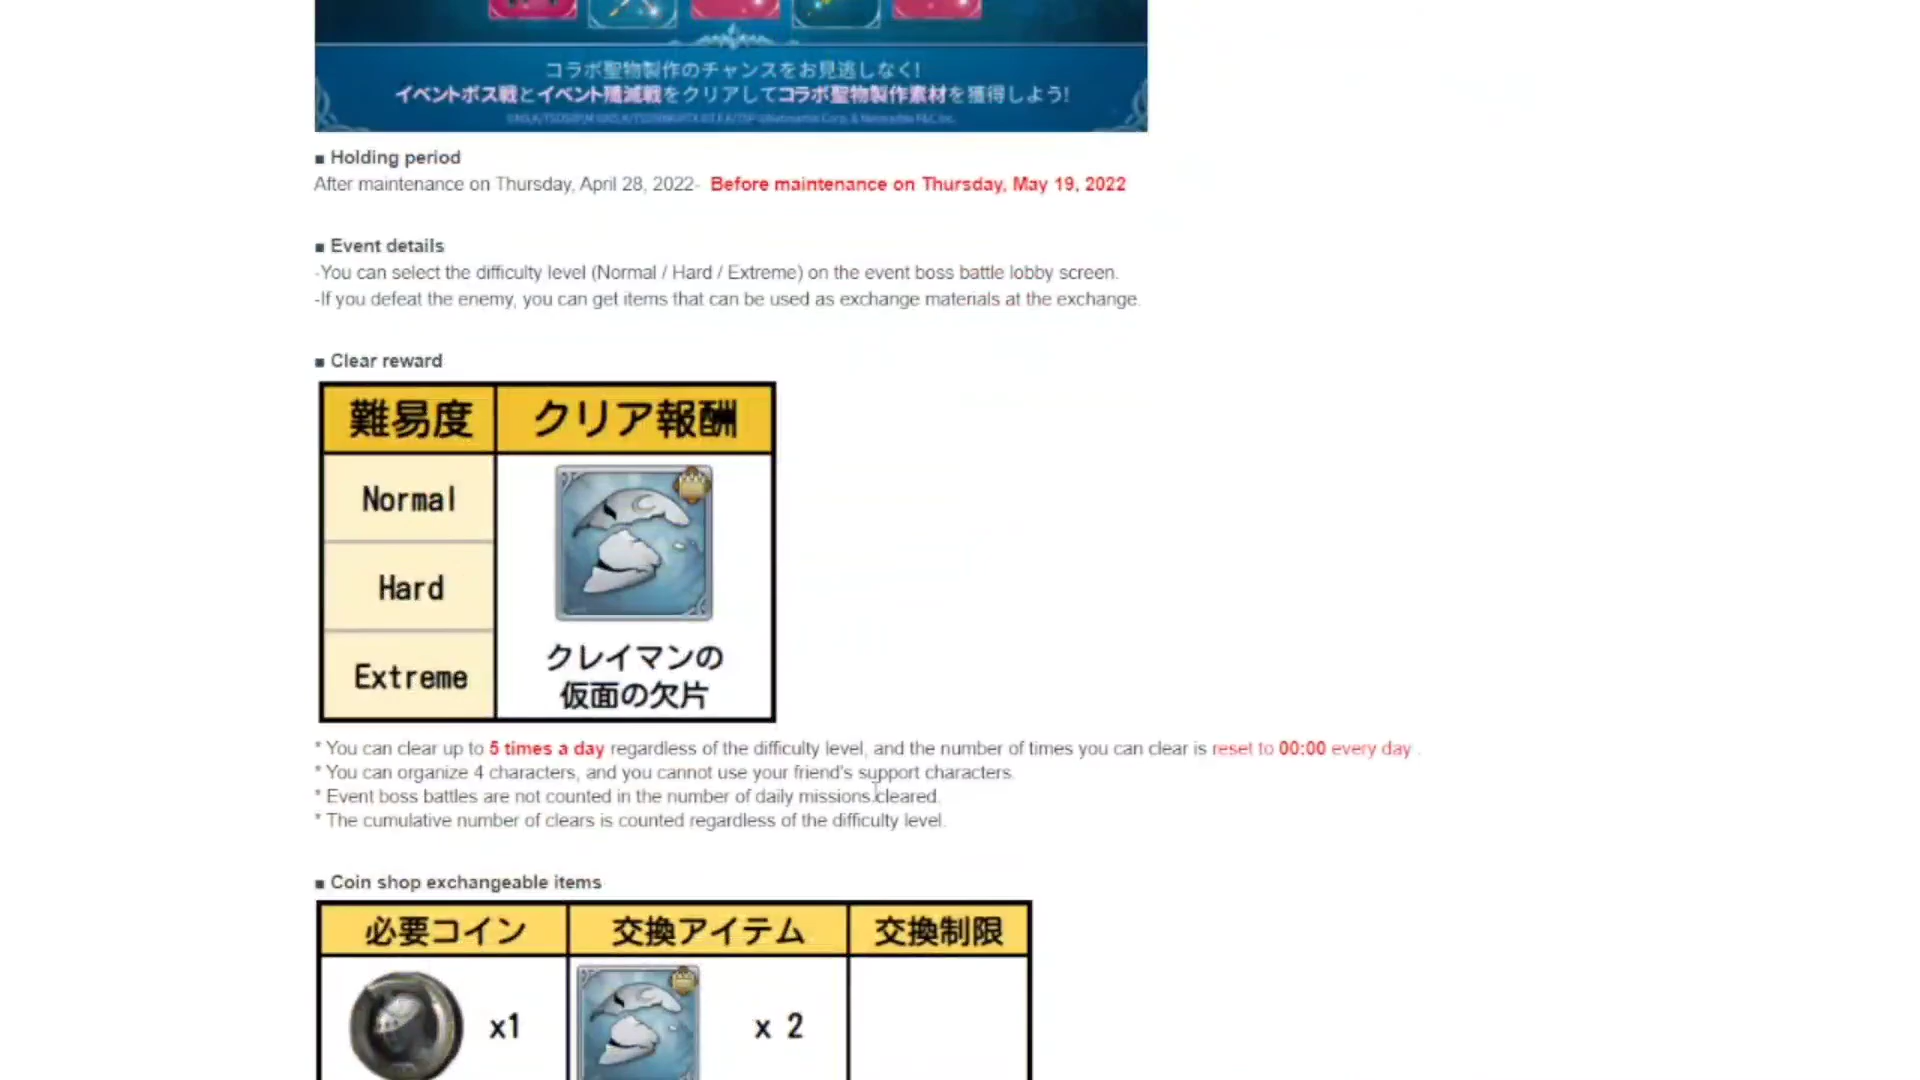 コラボ聖物製作のチャンスをお見逃しなく!
イベントボス戦とイベント殲滅戦をクリアしてコラボ聖物製作素材を獲得しよう!
■ Holding period
After maintenance on Thursday, April 28, 2022- Before maintenance on Thursday, May 19, 2022
■ Event details
-You can select the difficulty level (Normal / Hard / Extreme) on the event boss battle lobby screen.
-If you defeat the enemy, you can get items that can be used as exchange materials at the exchange.
■ Clear reward
難易度 クリア報酬
Normal
Hard
Extreme
クレイマンの
仮面の欠片
* You can clear up to 5 times a day regardless of the difficulty level, and the number of times you can clear is reset to 00:00 every day .
* You can organize 4 characters, and you cannot use your friend's support characters.
* Event boss battles are not counted in the number of daily missions cleared.
* The cumulative number of clears is counted regardless of the difficulty level.
■ Coin shop exchangeable items
必要コイン 交換アイテム 交換制限
x1 x 2